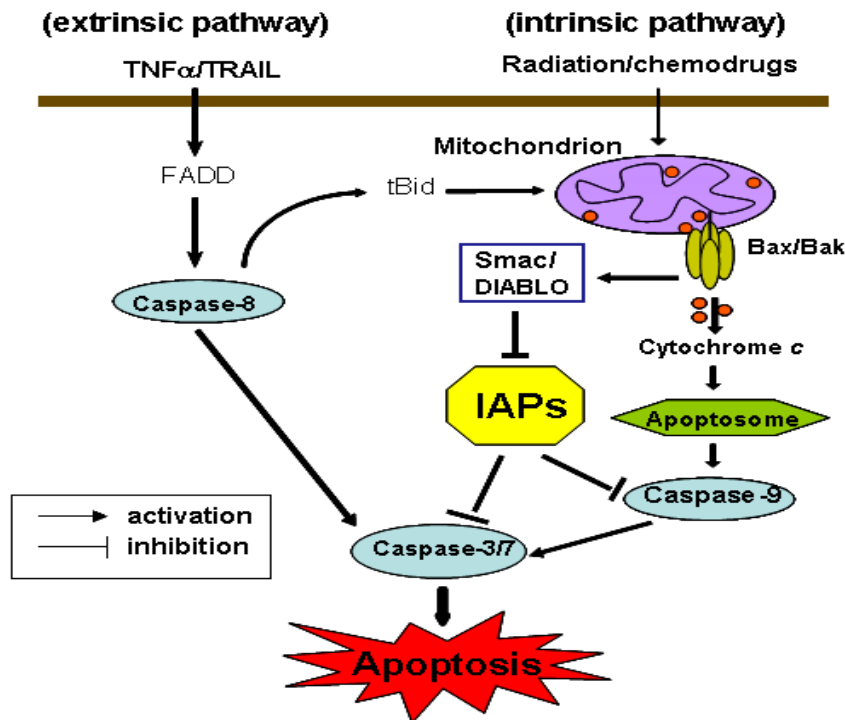 (extrinsic pathway)
(intrinsic pathway)
TNFα/TRAIL
Radiation/chemodrugs
Mitochondrion
FADD
tBid
Bax/Bak
Smac/
DIABLO
Caspase-8
Cytochrome c
IAPs
Apoptosome
Caspase -9
activation
inhibition
Caspase-3/7
Apoptosis